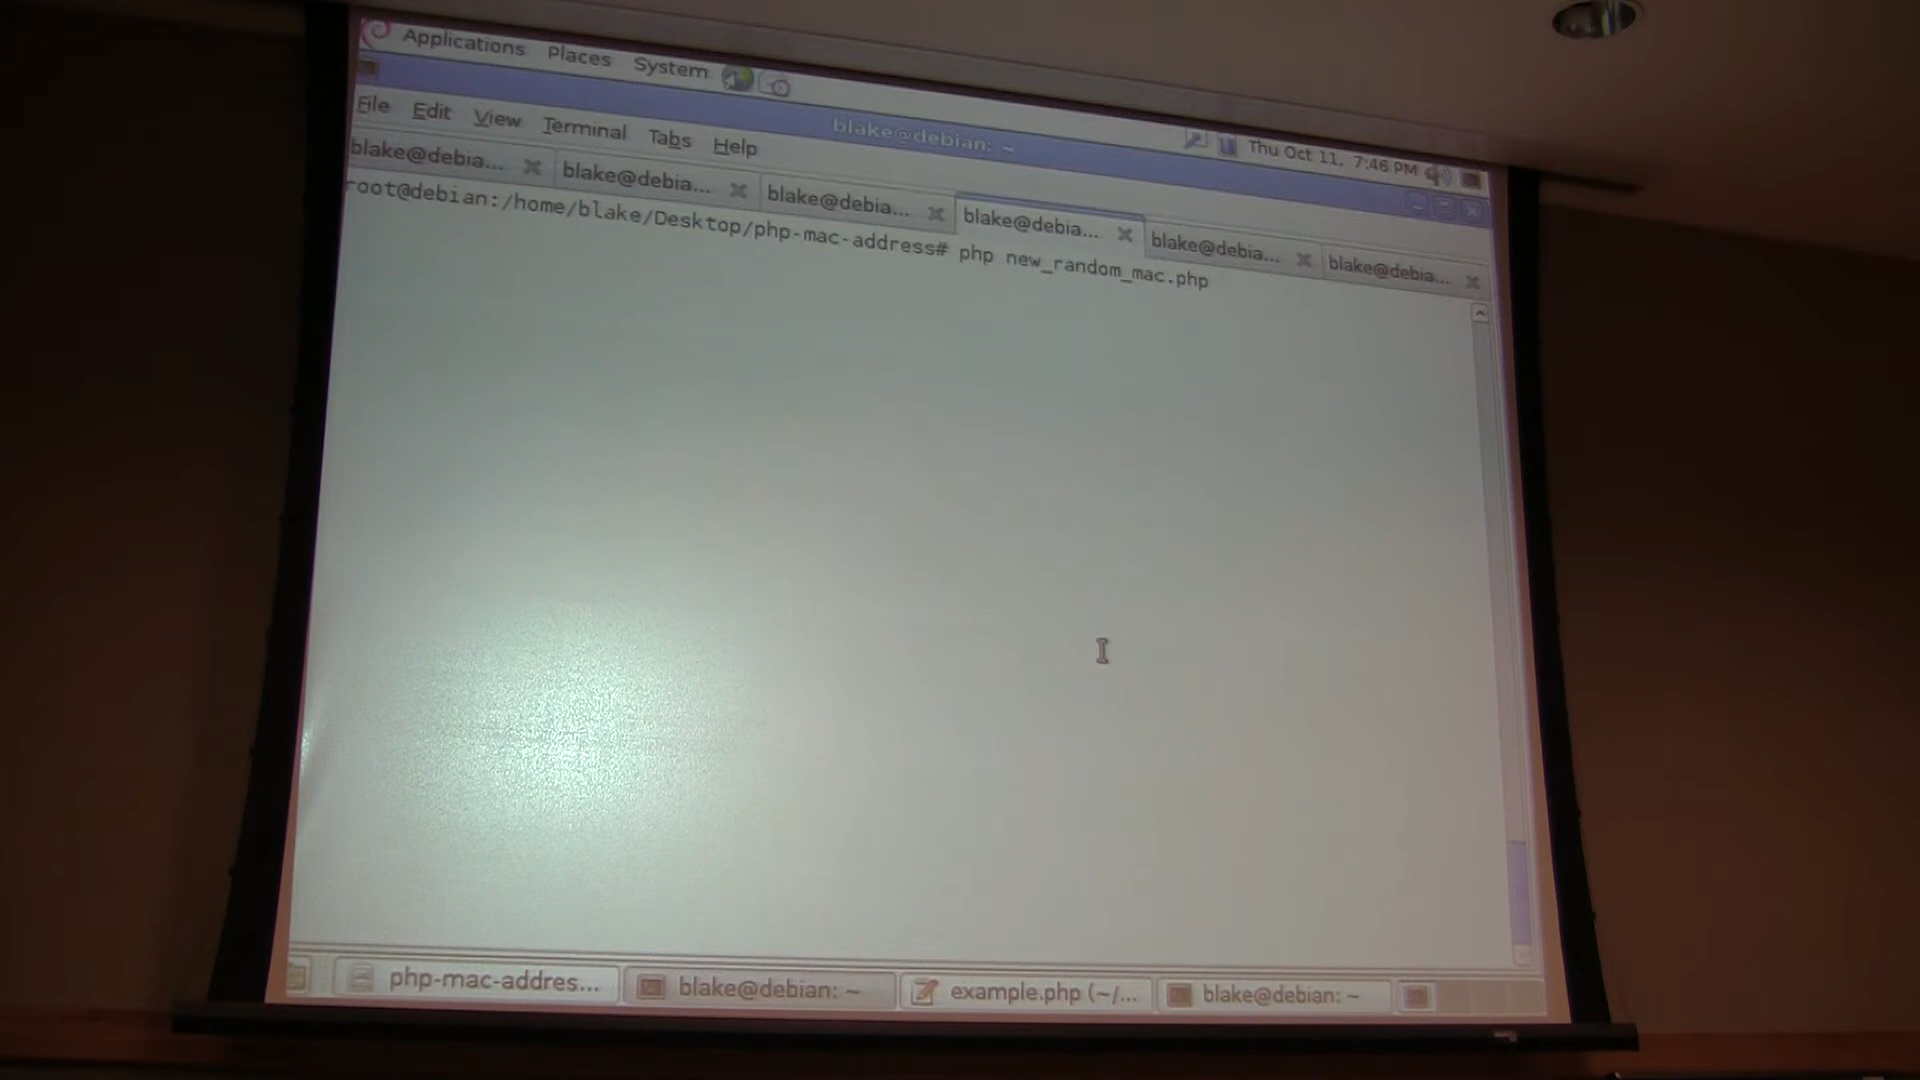 Applications Places System
Thu Oct 11, 7:46 PM
blake@debian: ~
File Edit View Terminal Tabs Help
blake@debia... blake@debia... blake@debia... blake@debia... blake@debia... blake@debia...
root@debian:/home/blake/Desktop/php-mac-address# php new_random_mac.php
php-mac-addres... blake@debian: ~ example.php (~/... blake@debian: ~